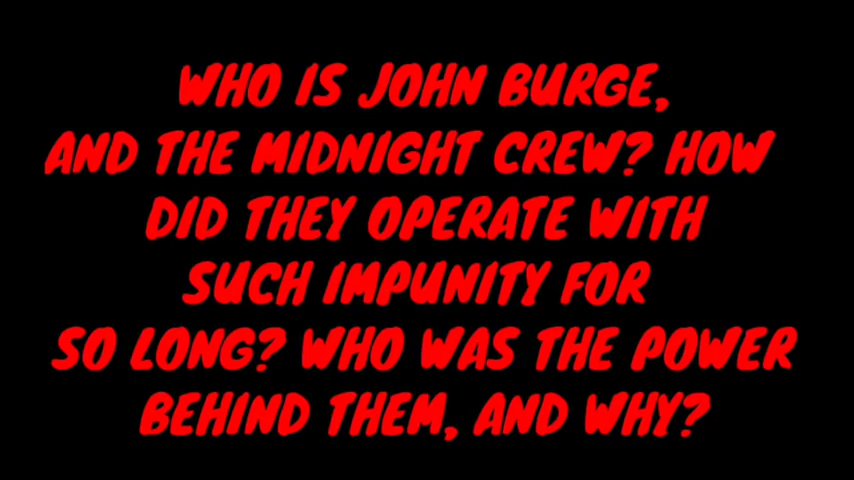 WHO IS JOHN BURGE,
AND THE MIDNIGHT CREW? HOW
DID THEY OPERATE WITH
SUCH IMPUNITY FOR
SO LONG? WHO WAS THE POWER
BEHIND THEM, AND WHY?